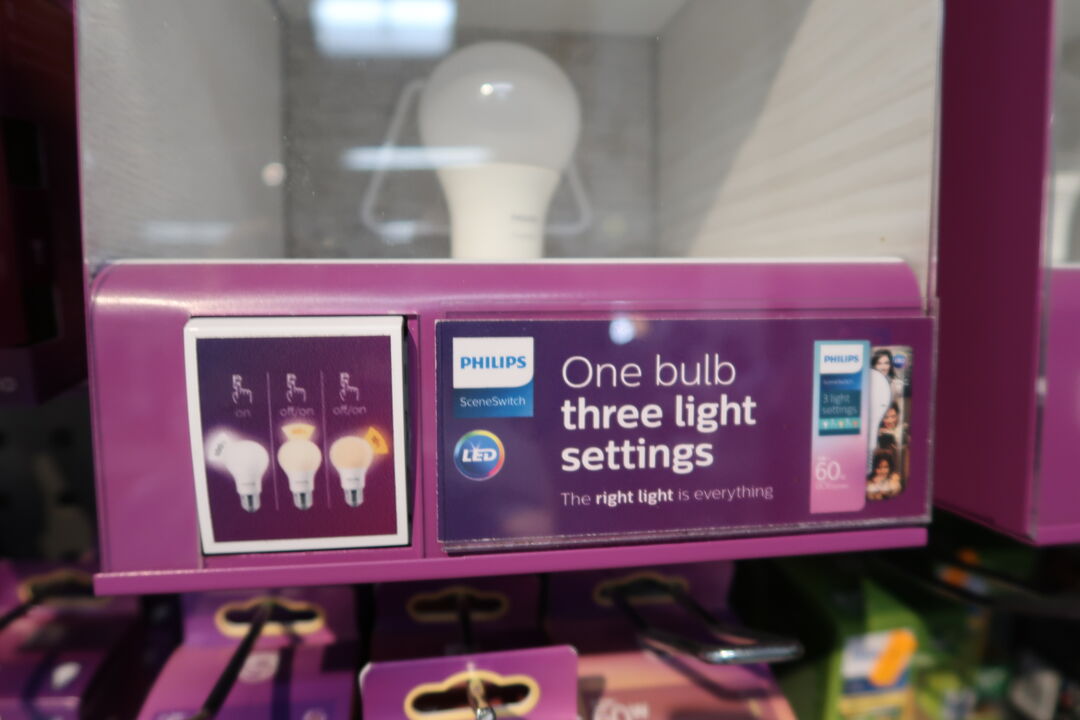 on
off/on
off/on
PHILIPS
SceneSwitch
LED
One bulb
three light
settings
The right light is everything
PHILIPS
SceneSwitch
3 light
settings
60